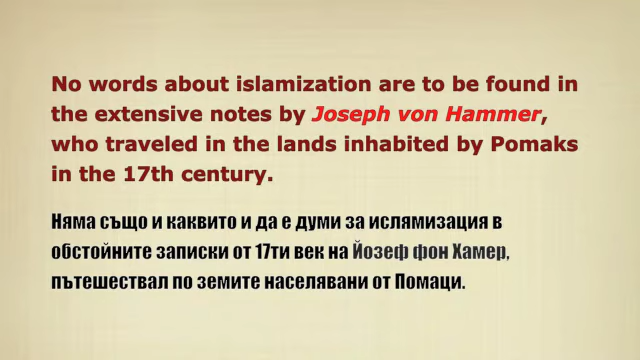 No words about islamization are to be found in
the extensive notes by Joseph von Hammer,
who traveled in the lands inhabited by Pomaks
in the 17th century.
Няма също и каквито и да е думи за ислямизация в
обстойните записки от 17ти век на Йозеф фон Хамер,
пътешествал по земите населявани от Помаци.